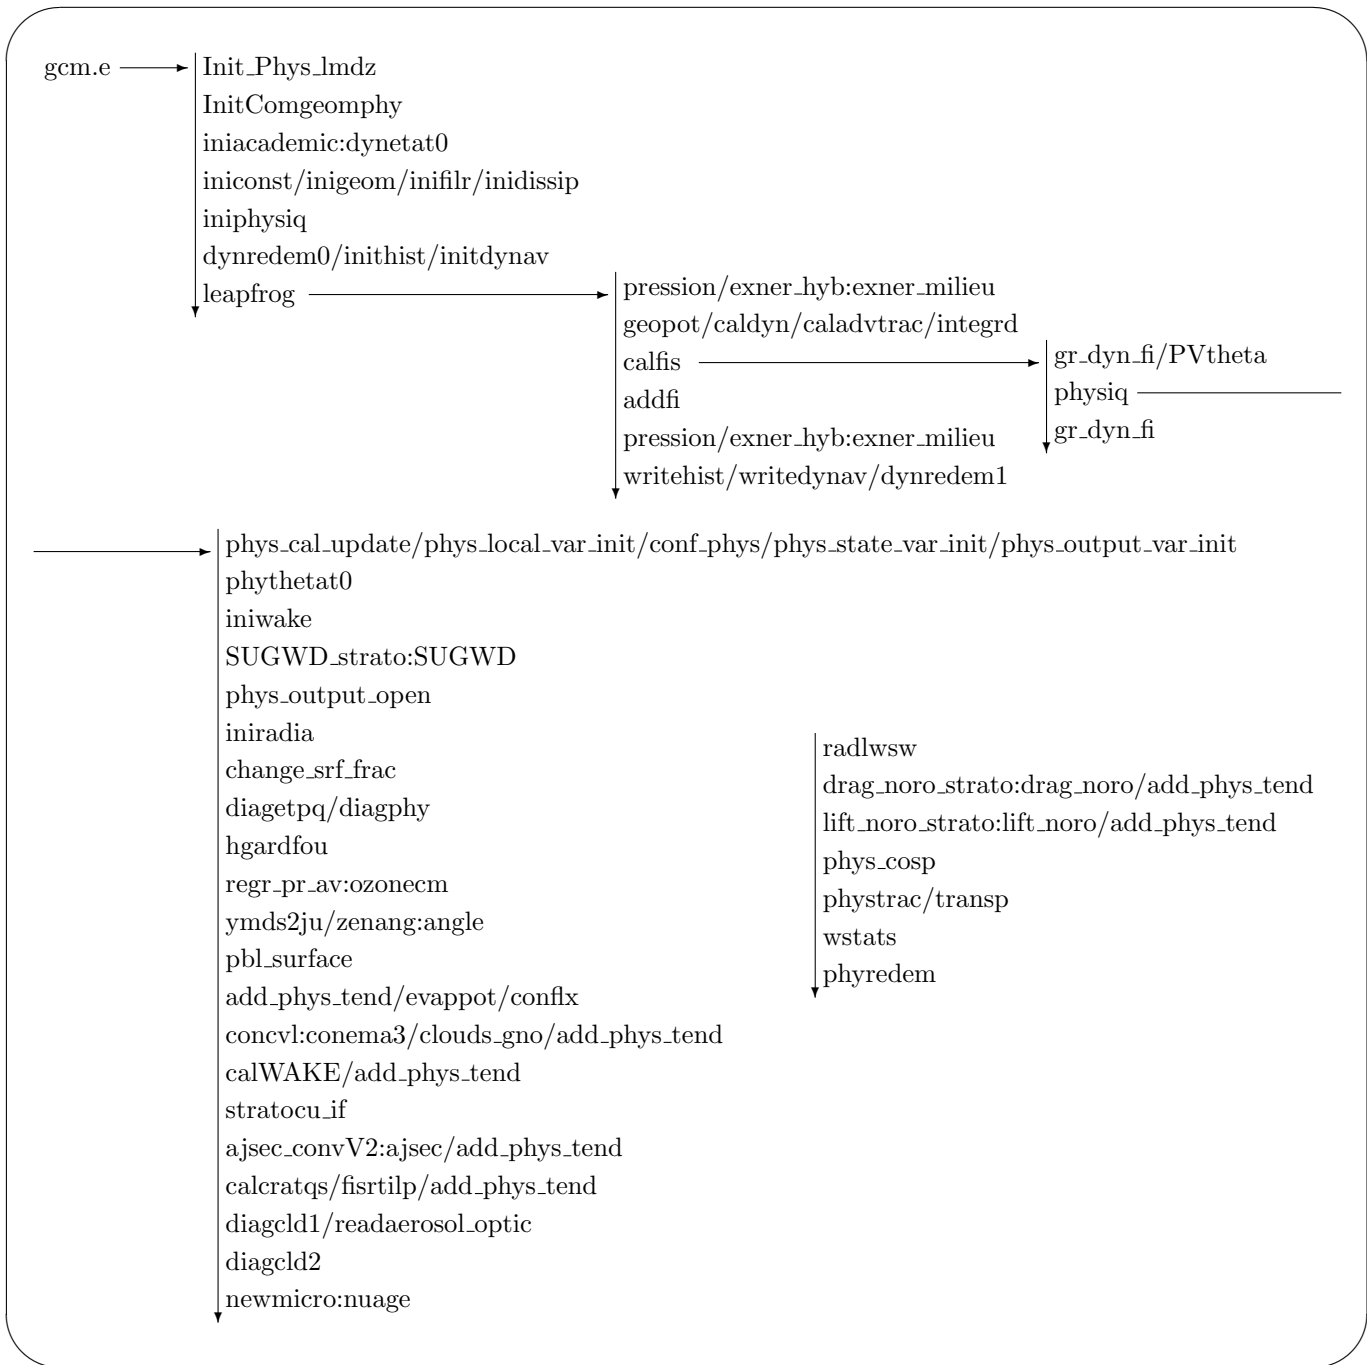 gcm.e
Init_Phys_lmdz
InitComgeomphy
iniacademic:dynetat0
iniconst/inigeom/inifilr/inidissip
iniphysiq
dynredem0/inithist/initdynav
leapfrog
pression/exner_hyb:exner_milieu
geopot/caldyn/caladvtrac/integrd
calfis
addfi
pression/exner_hyb:exner_milieu
writehist/writedynav/dynredem1
gr_dyn_fi/PVtheta
physiq
gr_dyn_fi
phys_cal_update/phys_local_var_init/conf_phys/phys_state_var_init/phys_output_var_init
phythetat0
iniwake
SUGWD_strato:SUGWD
phys_output_open
iniradia
change_srf_frac
diagetpq/diagphy
hgardfou
regr_pr_av:ozonecm
ymds2ju/zenang:angle
pbl_surface
add_phys_tend/evappot/conflx
concvl:conema3/clouds_gno/add_phys_tend
calWAKE/add_phys_tend
stratocu_if
ajsec_convV2:ajsec/add_phys_tend
calcratqs/fisrtilp/add_phys_tend
diagcld1/readaerosol_optic
diagcld2
newmicro:nuage
radlwsw
drag_noro_strato:drag_noro/add_phys_tend
lift_noro_strato:lift_noro/add_phys_tend
phys_cosp
phystrac/transp
wstats
phyredem